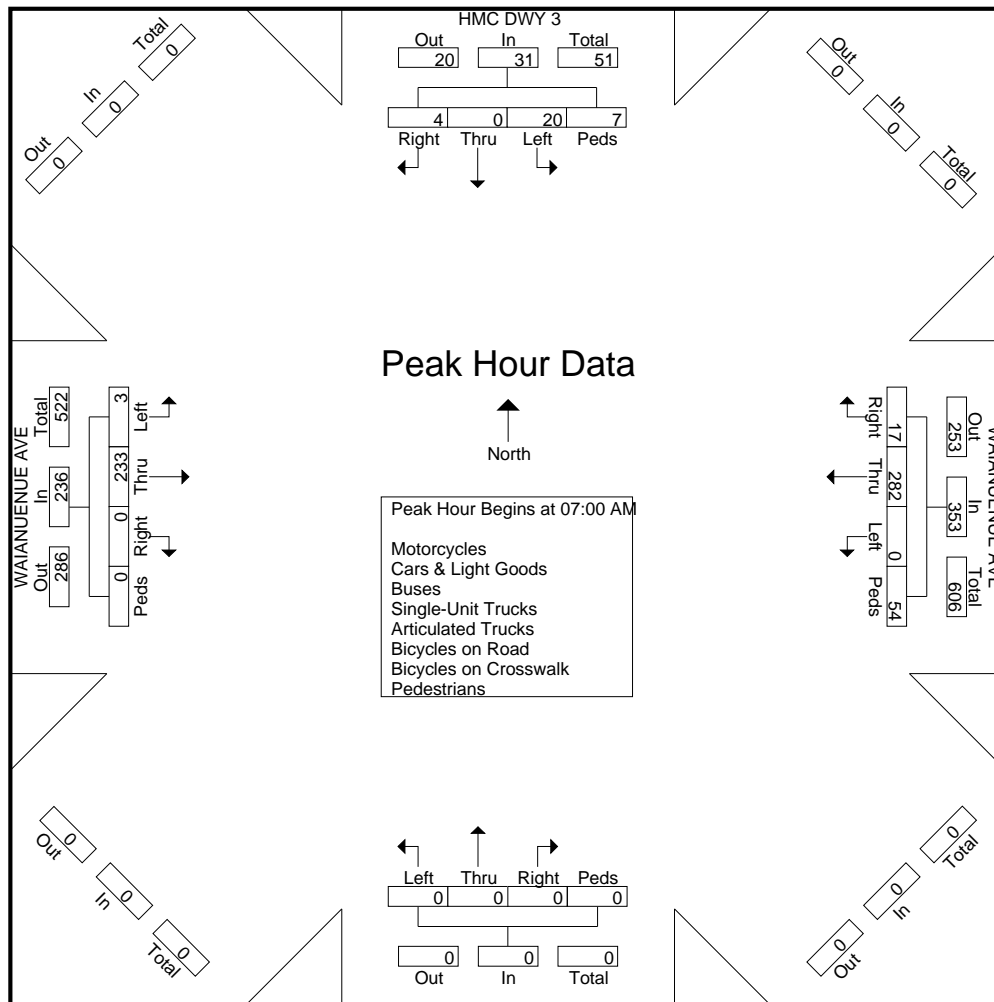 HMC DWY 3
Out In Total
20 31 51
4 0 20 7
Right Thru Left Peds
Total
0
In
0
Out
0
Out
0
In
0
Total
0
Peak Hour Data
North
Peak Hour Begins at 07:00 AM
Motorcycles
Cars & Light Goods
Buses
Single-Unit Trucks
Articulated Trucks
Bicycles on Road
Bicycles on Crosswalk
Pedestrians
WAIANUENUE AVE
Out In Total
286 236 522
0 0 233 3
Peds Right Thru Left
WAIANUENUE AVE
Out In Total
253 353 606
17 282 0 54
Right Thru Left Peds
0
Out
0
In
0
Total
Left Thru Right Peds
0 0 0 0
0 0 0
Out In Total
0
Total
0
In
0
Out